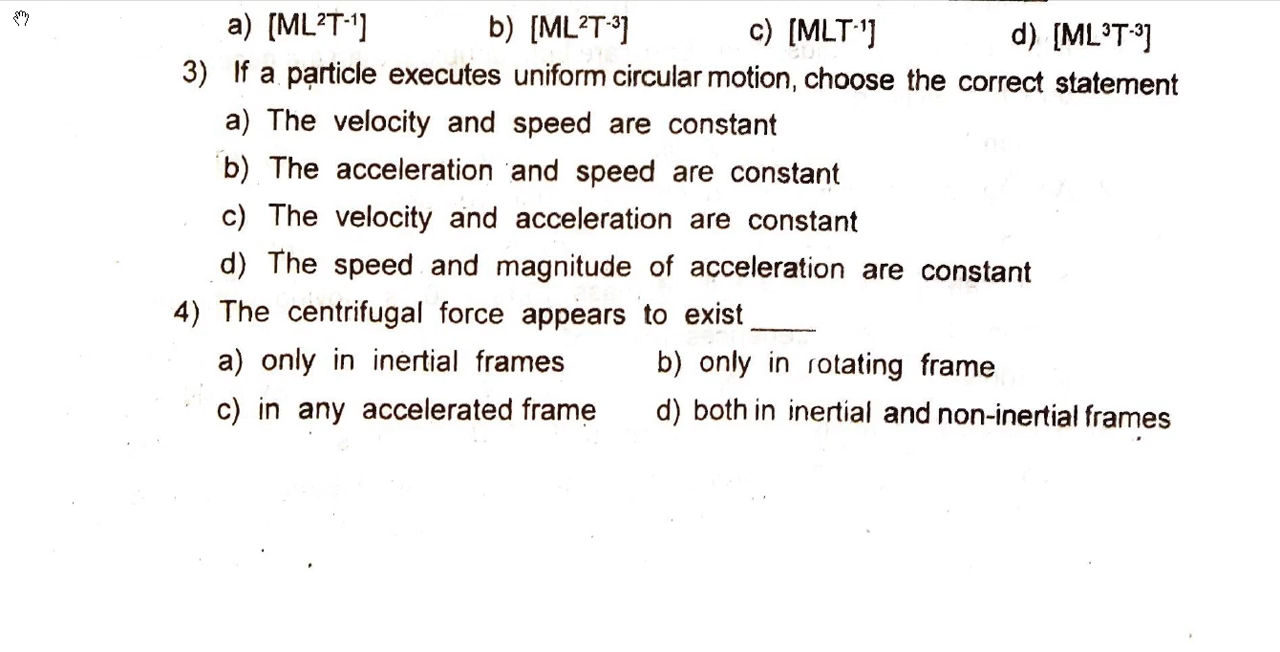 a) [ML²T⁻¹] b) [ML²T⁻³] c) [MLT⁻¹] d) [ML³T⁻³]
3) If a particle executes uniform circular motion, choose the correct statement
a) The velocity and speed are constant
b) The acceleration and speed are constant
c) The velocity and acceleration are constant
d) The speed and magnitude of acceleration are constant
4) The centrifugal force appears to exist ____
a) only in inertial frames b) only in rotating frame
c) in any accelerated frame d) both in inertial and non-inertial frames